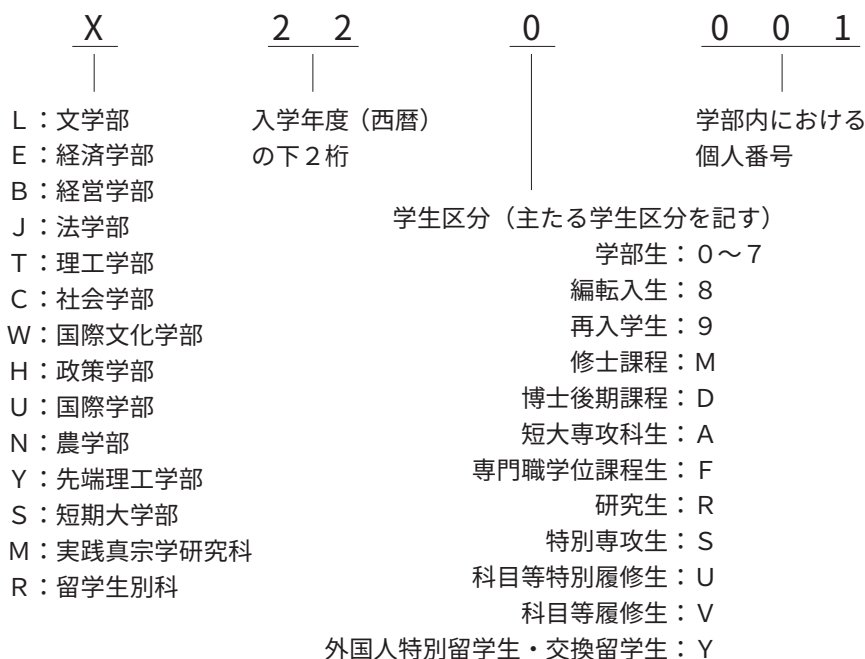 X 2 2 0 0 0 1
L：文学部
E：経済学部
B：経営学部
J：法学部
T：理工学部
C：社会学部
W：国際文化学部
H：政策学部
U：国際学部
N：農学部
Y：先端理工学部
S：短期大学部
M：実践真宗学研究科
R：留学生別科
入学年度（西暦）
の下２桁
学生区分（主たる学生区分を記す）
学部生：０～７
編転入生：８
再入学生：９
修士課程：M
博士後期課程：D
短大専攻科生：A
専門職学位課程生：F
研究生：R
特別専攻生：S
科目等特別履修生：U
科目等履修生：V
外国人特別留学生・交換留学生：Y
学部内における
個人番号